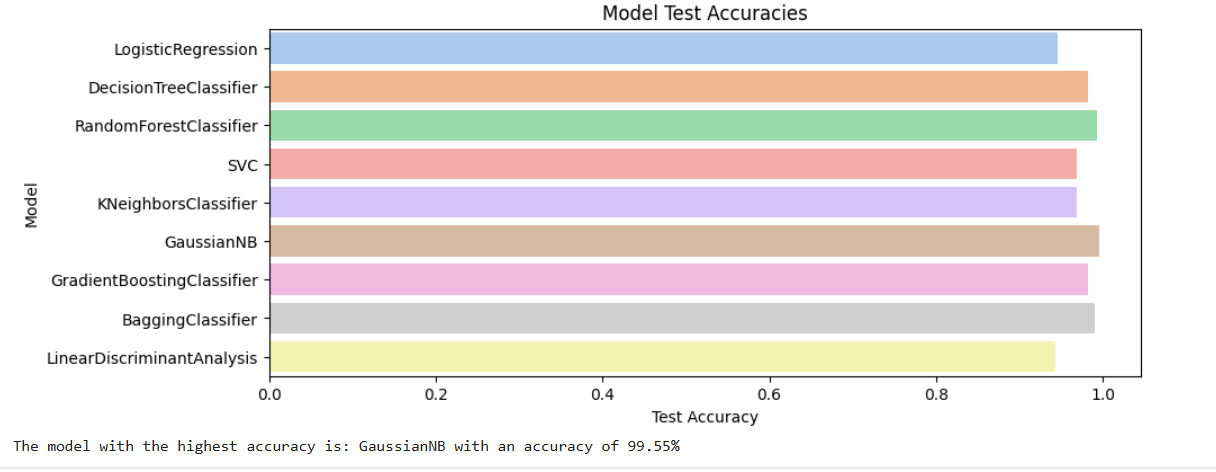 Model Test Accuracies
Model
LogisticRegression
DecisionTreeClassifier
RandomForestClassifier
SVC
KNeighborsClassifier
GaussianNB
GradientBoostingClassifier
BaggingClassifier
LinearDiscriminantAnalysis
0.0 0.2 0.4 0.6 0.8 1.0
Test Accuracy
The model with the highest accuracy is: GaussianNB with an accuracy of 99.55%